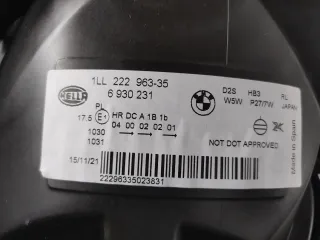 HELLA
1LL 222 963-35
6 930 231
D2S HB3 RL
W5W P27/7W JAPAN
PL
17.5 E1 HR DC A 1B 1b
04 00 02 02 01
1030
1031
NOT DOT APPROVED
15/11/21
22296335023831
Made in Spain
BMW